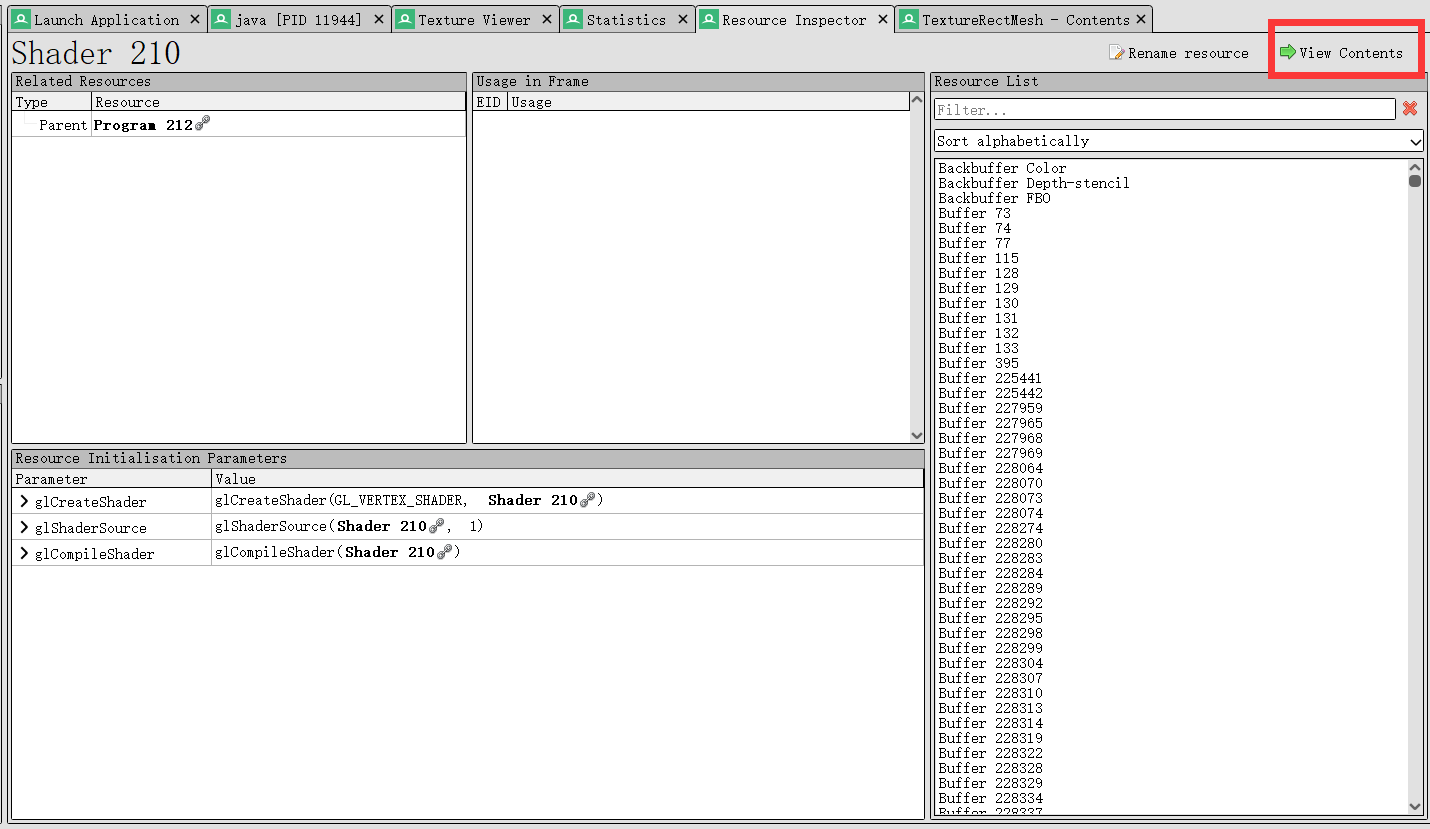 Launch Application
java [PID 11944]
Texture Viewer
Statistics
Resource Inspector
TextureRectMesh - Contents
Shader 210
Rename resource
View Contents
Related Resources
Type Resource
Parent Program 212
Usage in Frame
EID Usage
Resource List
Filter...
Sort alphabetically
Backbuffer Color
Backbuffer Depth-stencil
Backbuffer FBO
Buffer 73
Buffer 74
Buffer 77
Buffer 115
Buffer 128
Buffer 129
Buffer 130
Buffer 131
Buffer 132
Buffer 133
Buffer 395
Buffer 225441
Buffer 225442
Buffer 227959
Buffer 227965
Buffer 227968
Buffer 227969
Buffer 228064
Buffer 228070
Buffer 228073
Buffer 228074
Buffer 228274
Buffer 228280
Buffer 228283
Buffer 228284
Buffer 228289
Buffer 228292
Buffer 228295
Buffer 228298
Buffer 228299
Buffer 228304
Buffer 228307
Buffer 228310
Buffer 228313
Buffer 228314
Buffer 228319
Buffer 228322
Buffer 228328
Buffer 228329
Buffer 228334
Buffer 228337
Resource Initialisation Parameters
Parameter Value
glCreateShader glCreateShader(GL_VERTEX_SHADER, Shader 210)
glShaderSource glShaderSource(Shader 210, 1)
glCompileShader glCompileShader(Shader 210)